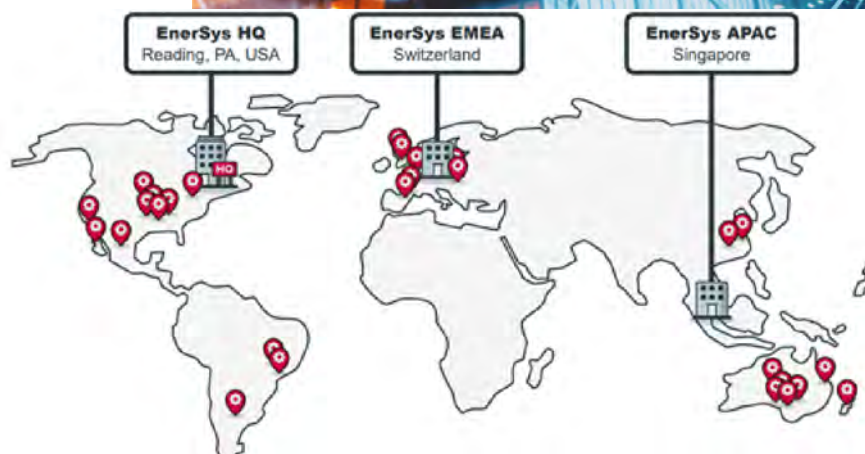 EnerSys HQ
Reading, PA, USA
EnerSys EMEA
Switzerland
EnerSys APAC
Singapore
HQ